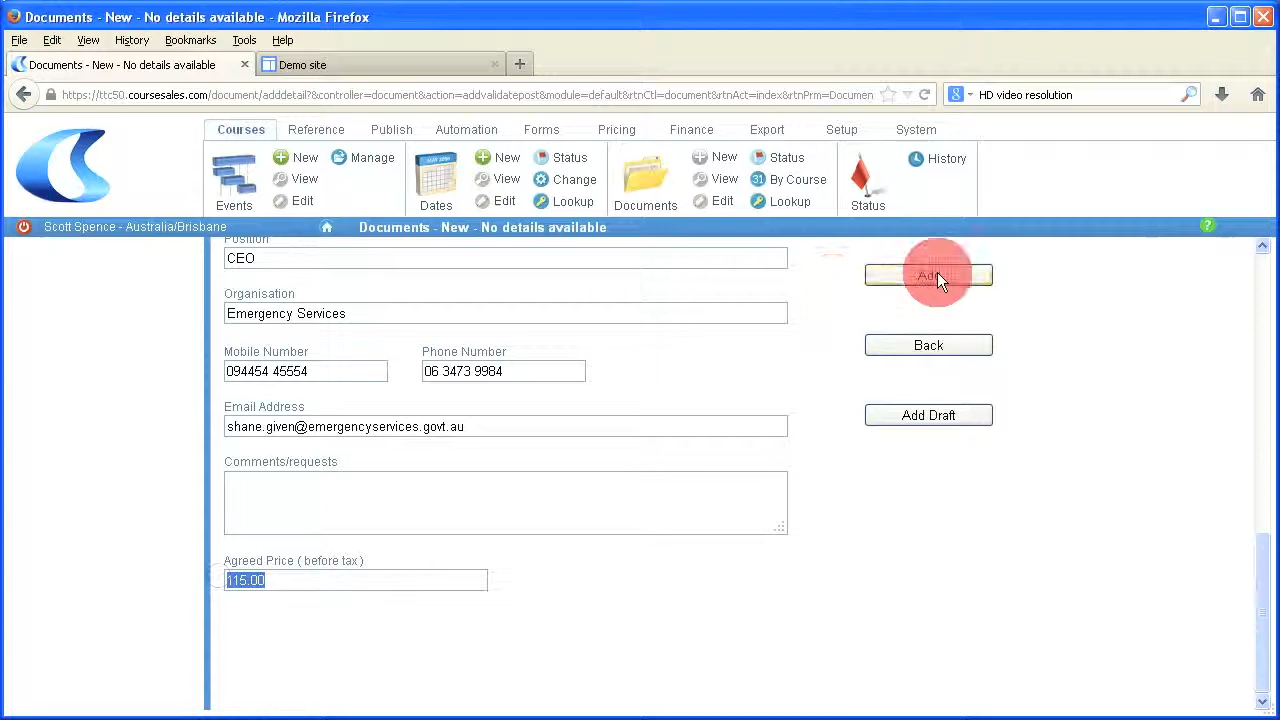 Documents - New - No details available - Mozilla Firefox
File Edit View History Bookmarks Tools Help
Documents - New - No details available
Demo site
https://ttc50.coursesales.com/document/adddetail?&controller=document&action=addvalidatepost&module=default&rtnCtl=document&rtnAct=index&rtnPrm=Documen
HD video resolution
Courses Reference Publish Automation Forms Pricing Finance Export Setup System
New Manage New Status New Status History
View View Change View 31 By Course
Events Edit Dates Edit Lookup Documents Edit Lookup Status
Scott Spence - Australia/Brisbane
Documents - New - No details available
Position
CEO
Add
Organisation
Emergency Services
Back
Mobile Number Phone Number
094454 45554 06 3473 9984
Email Address
Add Draft
shane.given@emergencyservices.govt.au
Comments/requests
Agreed Price ( before tax )
115.00